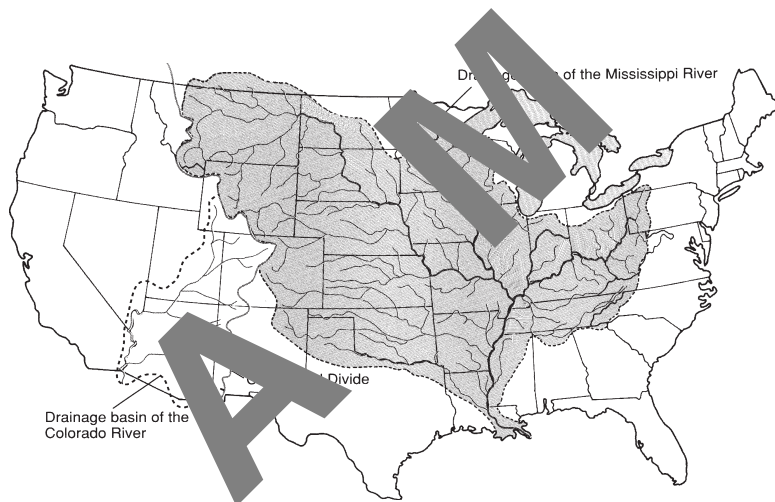 of the Mississippi River
Divide
Drainage basin of the
Colorado River
A M